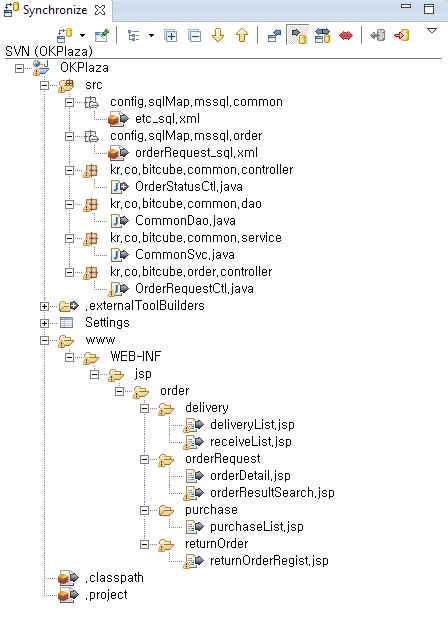 Synchronize
SVN (OKPlaza)
OKPlaza
src
config.sqlMap.mssql.common
etc_sql.xml
config.sqlMap.mssql.order
orderRequest_sql.xml
kr.co.bitcube.common.controller
OrderStatusCtl.java
kr.co.bitcube.common.dao
CommonDao.java
kr.co.bitcube.common.service
CommonSvc.java
kr.co.bitcube.order.controller
OrderRequestCtl.java
.externalToolBuilders
Settings
www
WEB-INF
jsp
order
delivery
deliveryList.jsp
receiveList.jsp
orderRequest
orderDetail.jsp
orderResultSearch.jsp
purchase
purchaseList.jsp
returnOrder
returnOrderRegist.jsp
.classpath
.project